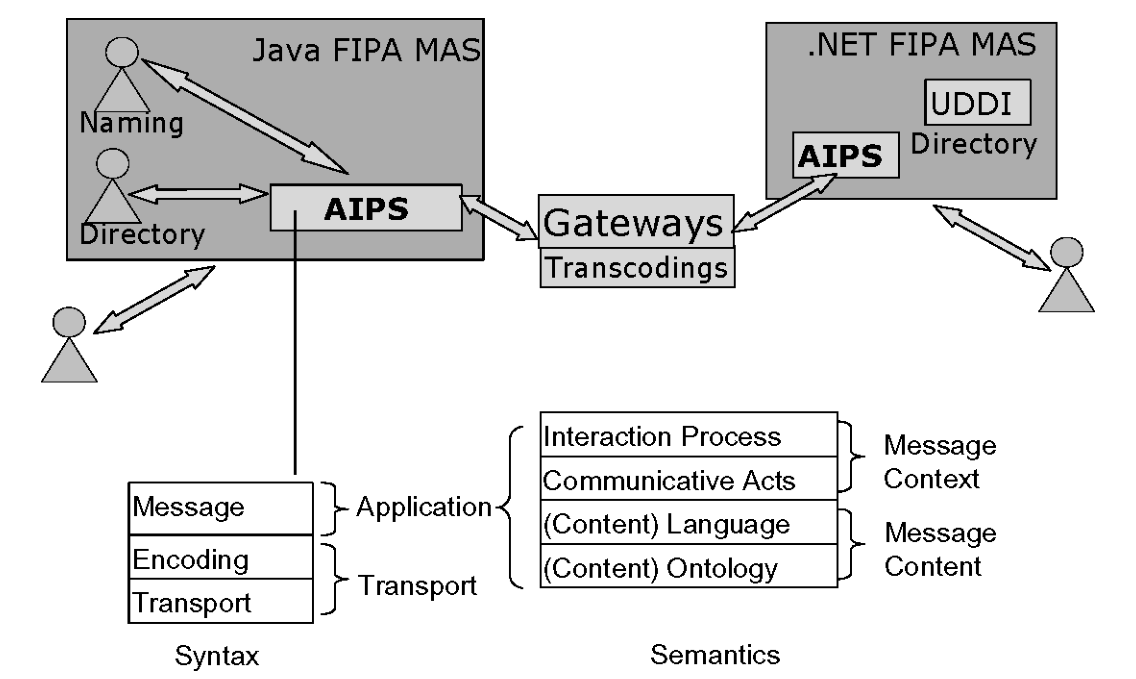 Java FIPA MAS
Naming
Directory
AIPS
Gateways
Transcodings
.NET FIPA MAS
UDDI
Directory
AIPS
Message
Encoding
Transport
Syntax
Application
Transport
Interaction Process
Communicative Acts
(Content) Language
(Content) Ontology
Semantics
Message
Context
Message
Content